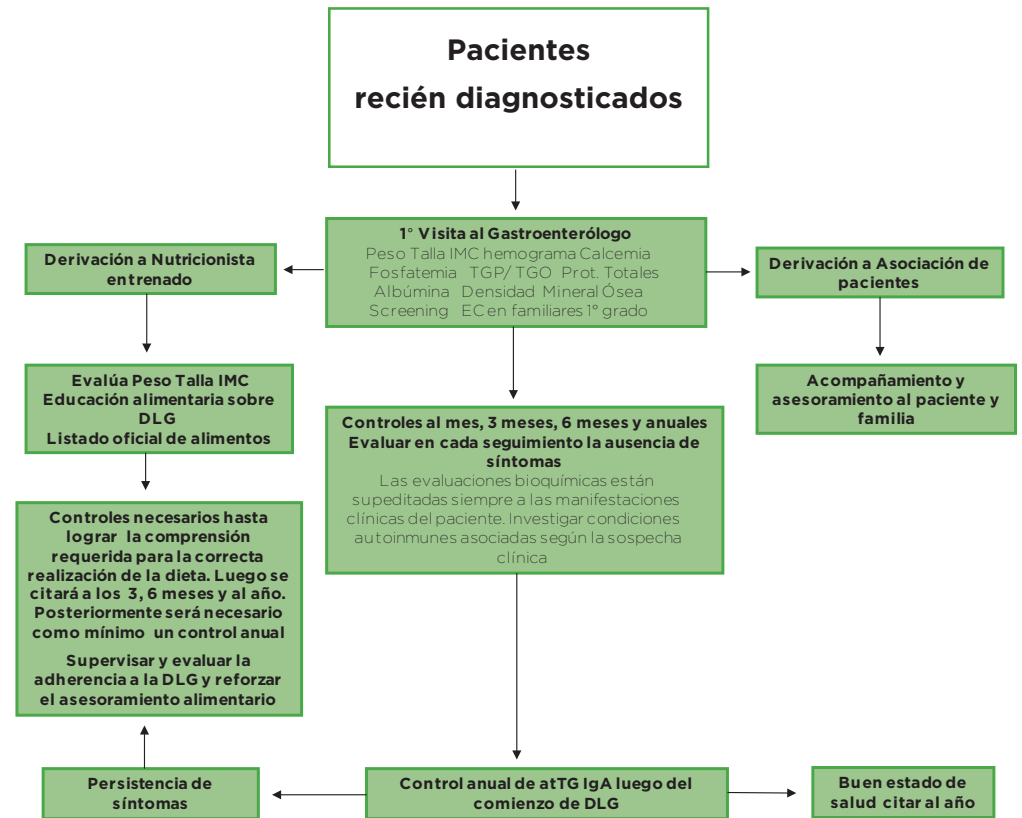 Pacientes
recién diagnosticados
1° Visita al Gastroenterólogo
Peso Talla IMC hemograma Calcemia
Fosfatemia TGP/ TGO Prot. Totales
Albúmina Densidad Mineral Ósea
Screening EC en familiares 1° grado
Derivación a Nutricionista
entrenado
Derivación a Asociación de
pacientes
Evalúa Peso Talla IMC
Educación alimentaria sobre
DLG
Listado oficial de alimentos
Acompañamiento y
asesoramiento al paciente y
familia
Controles al mes, 3 meses, 6 meses y anuales
Evaluar en cada seguimiento la ausencia de
síntomas
Las evaluaciones bioquímicas están
supeditadas siempre a las manifestaciones
clínicas del paciente. Investigar condiciones
autoinmunes asociadas según la sospecha
clínica
Controles necesarios hasta
lograr la comprensión
requerida para la correcta
realización de la dieta. Luego se
citará a los 3, 6 meses y al año.
Posteriormente será necesario
como mínimo un control anual
Supervisar y evaluar la
adherencia a la DLG y reforzar
el asesoramiento alimentario
Persistencia de
síntomas
Control anual de atTG IgA luego del
comienzo de DLG
Buen estado de
salud citar al año